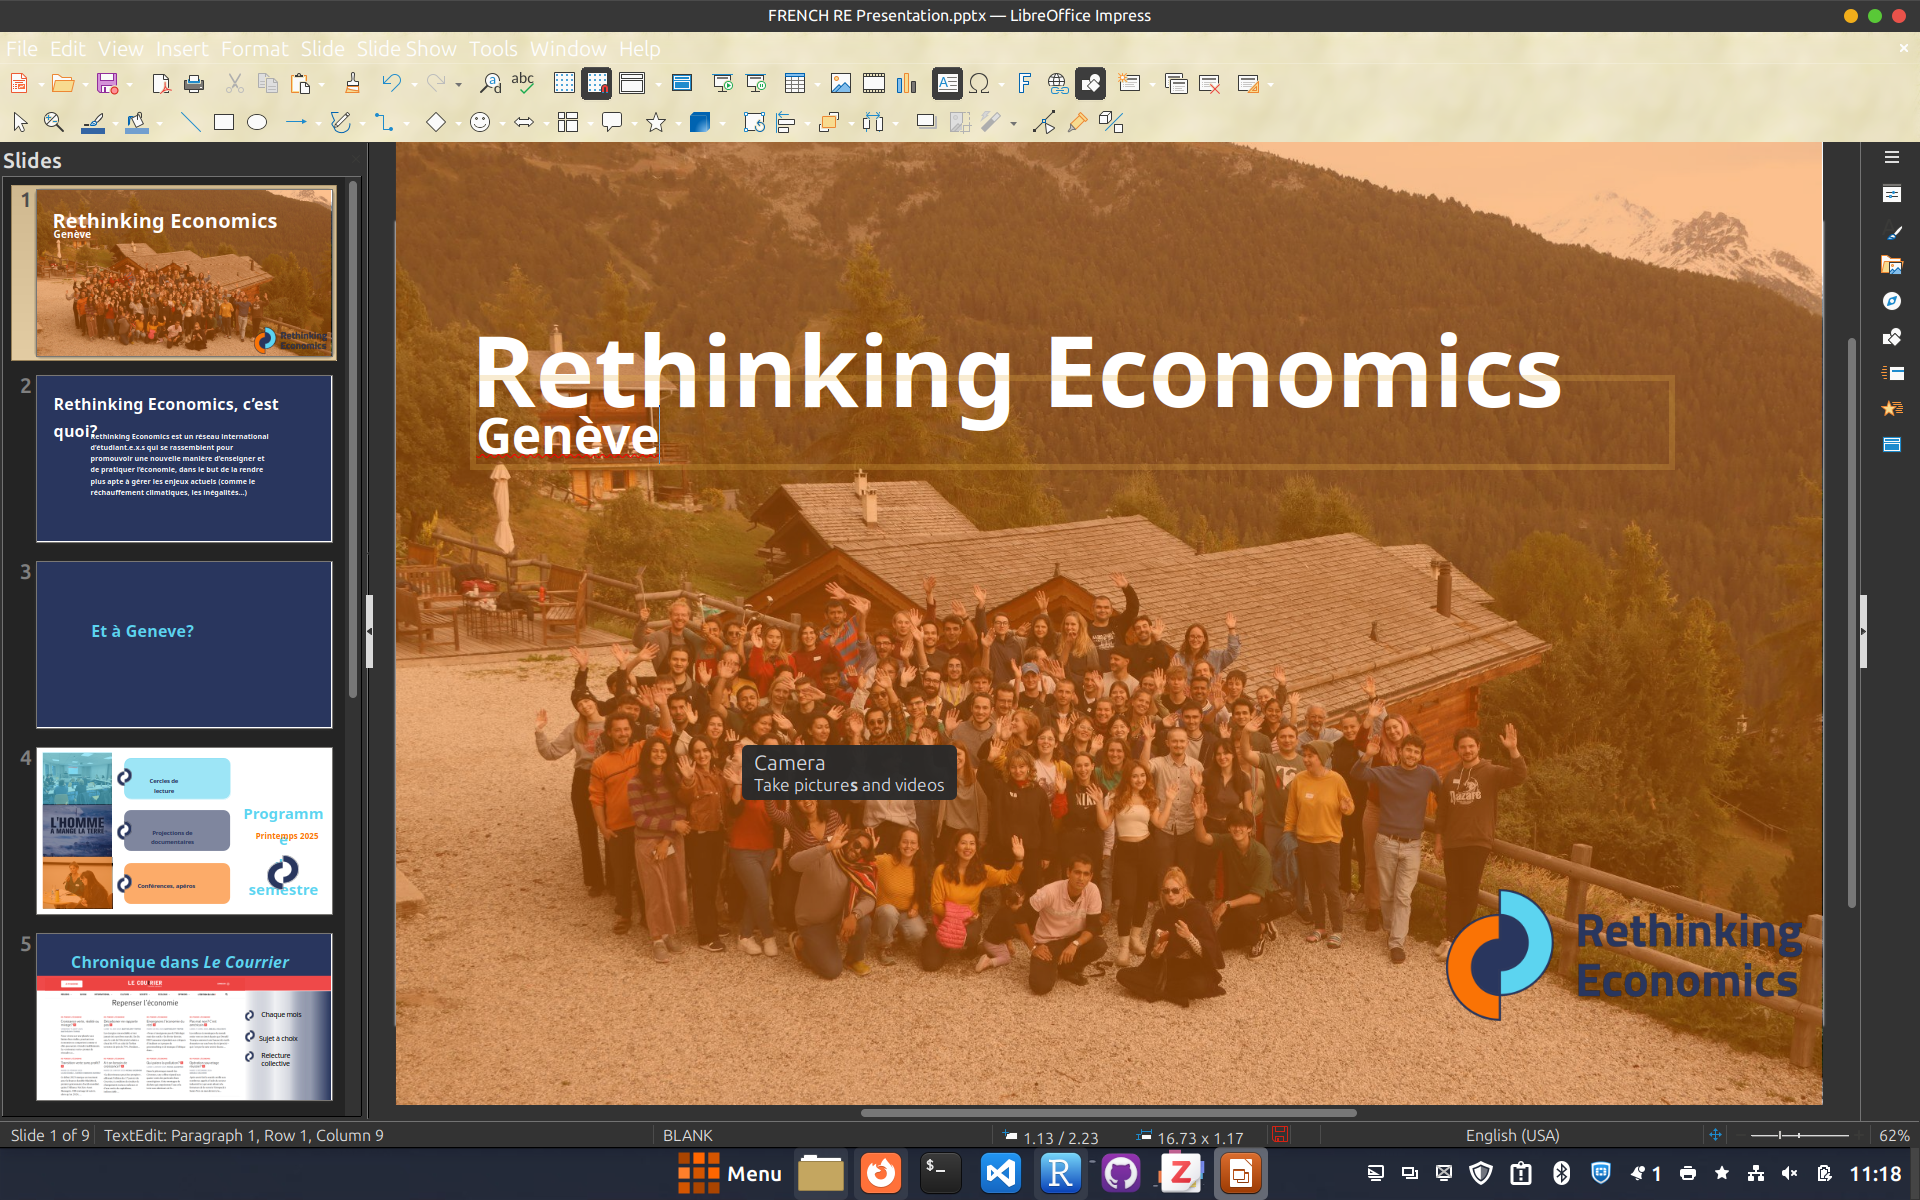 FRENCH RE Presentation.pptx — LibreOffice Impress
File Edit View Insert Format Slide Slide Show Tools Window Help
Slides
1
Rethinking Economics
Genève
Rethinking
Economics
2
Rethinking Economics, c’est
quoi?
Rethinking Economics est un réseau international
d'étudiant.e.x.s qui se rassemblent pour
promouvoir une nouvelle manière d'enseigner et
de pratiquer l'économie, dans le but de la rendre
plus apte à gérer les enjeux actuels (comme le
réchauffement climatiques, les inégalités...)
3
Et à Geneve?
4
L'HOMME
A MANGÉ LA TERRE
Cercles de
lecture
Projections de
documentaires
Conférences, apéros
Programm
e
Printemps 2025
semestre
5
Chronique dans Le Courrier
LE COURRIER
Repenser l'économie
Chaque mois
Sujet à choix
Relecture
collective
Rethinking Economics
Genève
Camera
Take pictures and videos
Rethinking
Economics
Slide 1 of 9
TextEdit: Paragraph 1, Row 1, Column 9
BLANK
1.13 / 2.23
16.73 x 1.17
English (USA)
62%
Menu
1
11:18